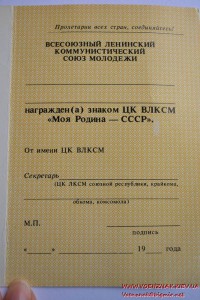 Пролетарии всех стран, соединяйтесь!
ВСЕСОЮЗНЫЙ ЛЕНИНСКИЙ
КОММУНИСТИЧЕСКИЙ
СОЮЗ МОЛОДЕЖИ
награжден(а) знаком ЦК ВЛКСМ
«Моя Родина — СССР».
От имени ЦК ВЛКСМ
Секретарь
(ЦК ЛКСМ союзной республики, крайкома,
обкома, комсомола)
М.П.
подпись
« » 19 года